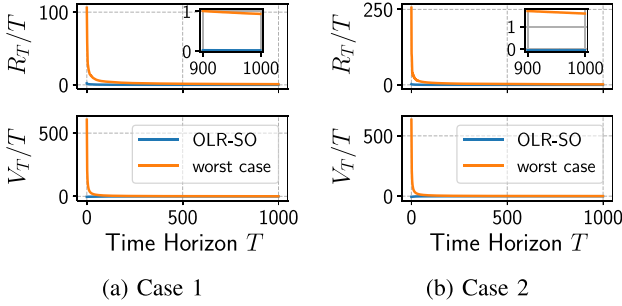 100
R_T/T
0
1
0
900 1000
250
R_T/T
0
1
0
900 1000
500
V_T/T
0
OLR-SO
worst case
0 500 1000
Time Horizon T
500
V_T/T
0
OLR-SO
worst case
0 500 1000
Time Horizon T
(a) Case 1
(b) Case 2